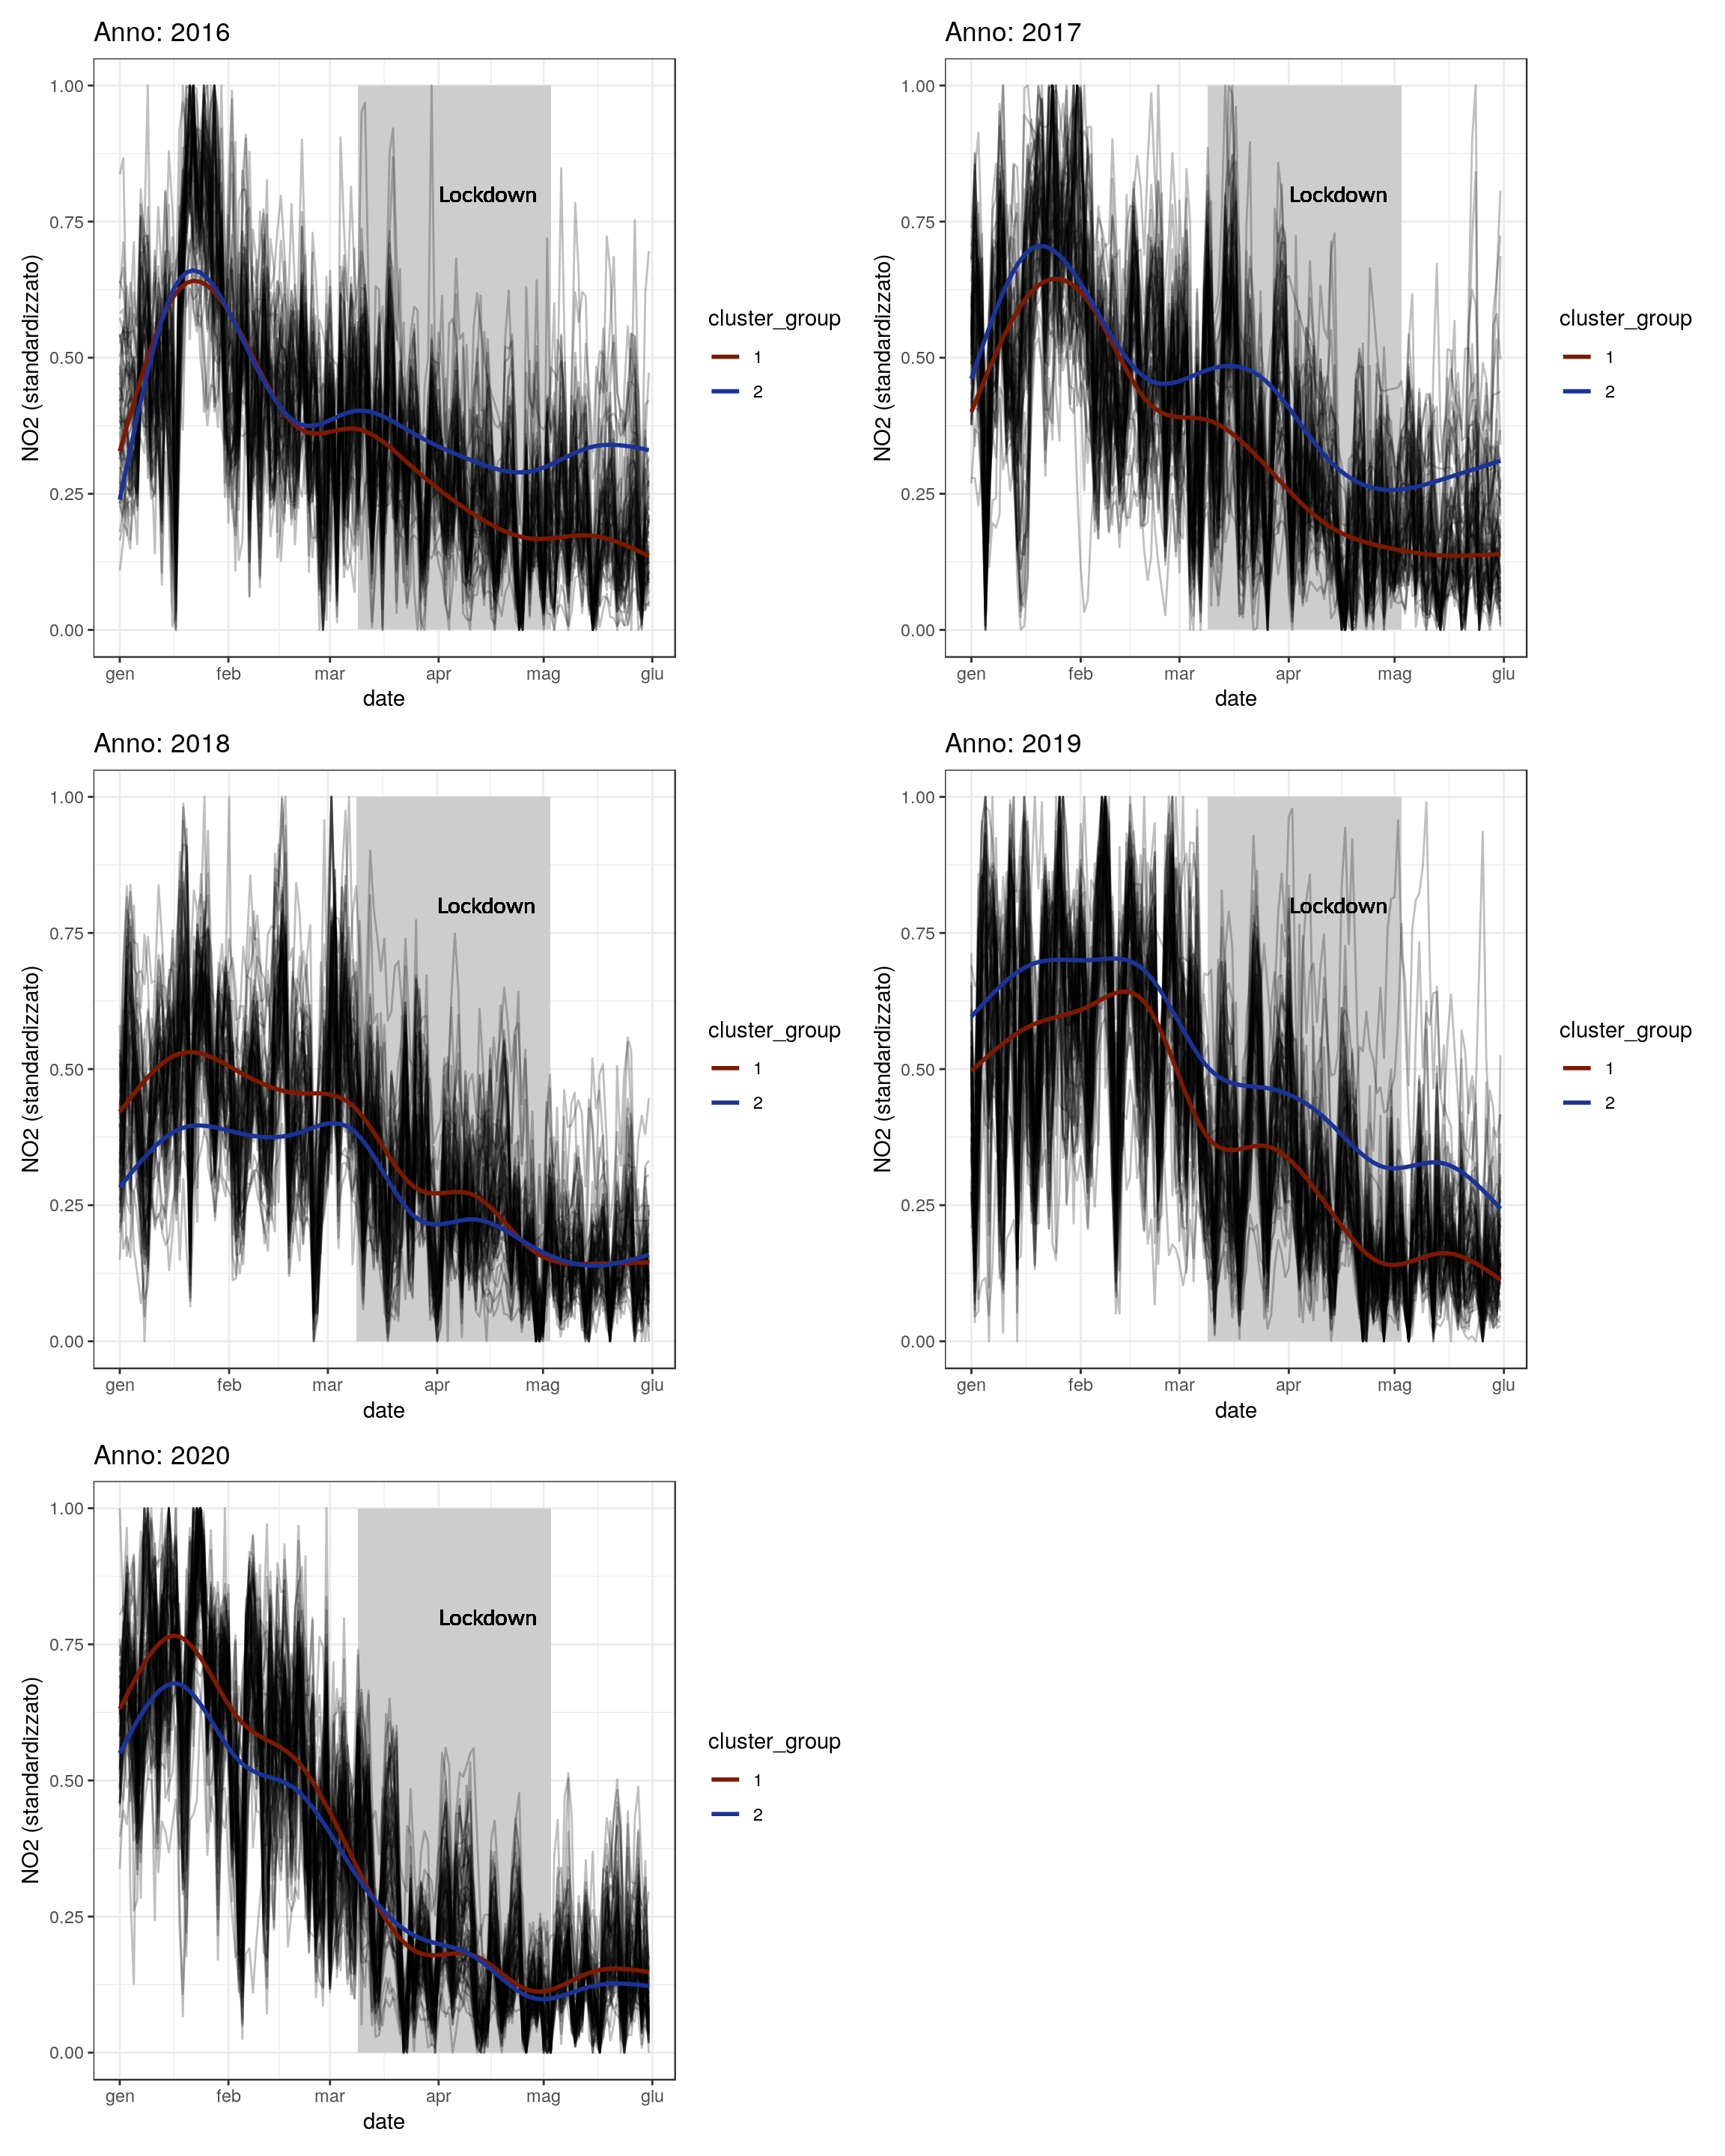 Anno: 2016
NO2 (standardizzato)
1.00
0.75
0.50
0.25
0.00
Lockdown
gen feb mar apr mag giu
date
cluster_group
1
2
Anno: 2017
NO2 (standardizzato)
1.00
0.75
0.50
0.25
0.00
Lockdown
gen feb mar apr mag giu
date
cluster_group
1
2
Anno: 2018
NO2 (standardizzato)
1.00
0.75
0.50
0.25
0.00
Lockdown
gen feb mar apr mag giu
date
cluster_group
1
2
Anno: 2019
NO2 (standardizzato)
1.00
0.75
0.50
0.25
0.00
Lockdown
gen feb mar apr mag giu
date
cluster_group
1
2
Anno: 2020
NO2 (standardizzato)
1.00
0.75
0.50
0.25
0.00
Lockdown
gen feb mar apr mag giu
date
cluster_group
1
2